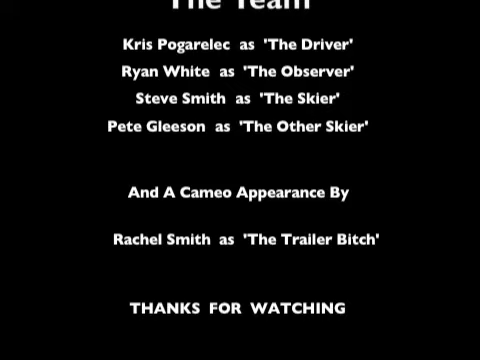 The Team
Kris Pogarelec as 'The Driver'
Ryan White as 'The Observer'
Steve Smith as 'The Skier'
Pete Gleeson as 'The Other Skier'
And A Cameo Appearance By
Rachel Smith as 'The Trailer Bitch'
THANKS FOR WATCHING